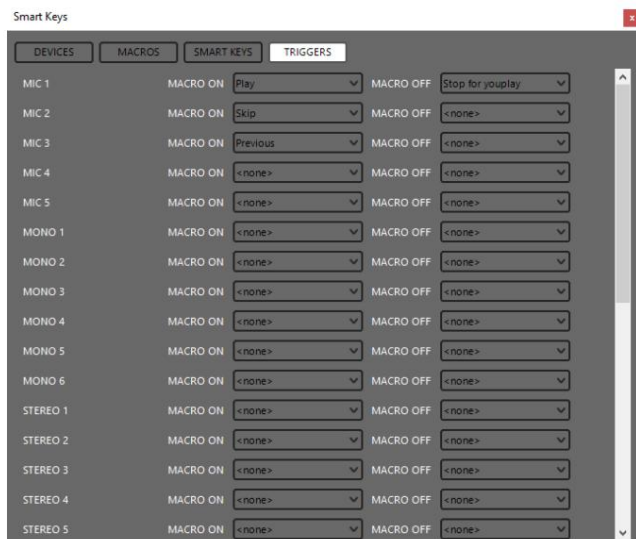 Smart Keys
x
DEVICES MACROS SMART KEYS TRIGGERS
MIC 1 MACRO ON Play MACRO OFF Stop for youplay
MIC 2 MACRO ON Skip MACRO OFF <none>
MIC 3 MACRO ON Previous MACRO OFF <none>
MIC 4 MACRO ON <none> MACRO OFF <none>
MIC 5 MACRO ON <none> MACRO OFF <none>
MONO 1 MACRO ON <none> MACRO OFF <none>
MONO 2 MACRO ON <none> MACRO OFF <none>
MONO 3 MACRO ON <none> MACRO OFF <none>
MONO 4 MACRO ON <none> MACRO OFF <none>
MONO 5 MACRO ON <none> MACRO OFF <none>
MONO 6 MACRO ON <none> MACRO OFF <none>
STEREO 1 MACRO ON <none> MACRO OFF <none>
STEREO 2 MACRO ON <none> MACRO OFF <none>
STEREO 3 MACRO ON <none> MACRO OFF <none>
STEREO 4 MACRO ON <none> MACRO OFF <none>
STEREO 5 MACRO ON <none> MACRO OFF <none>